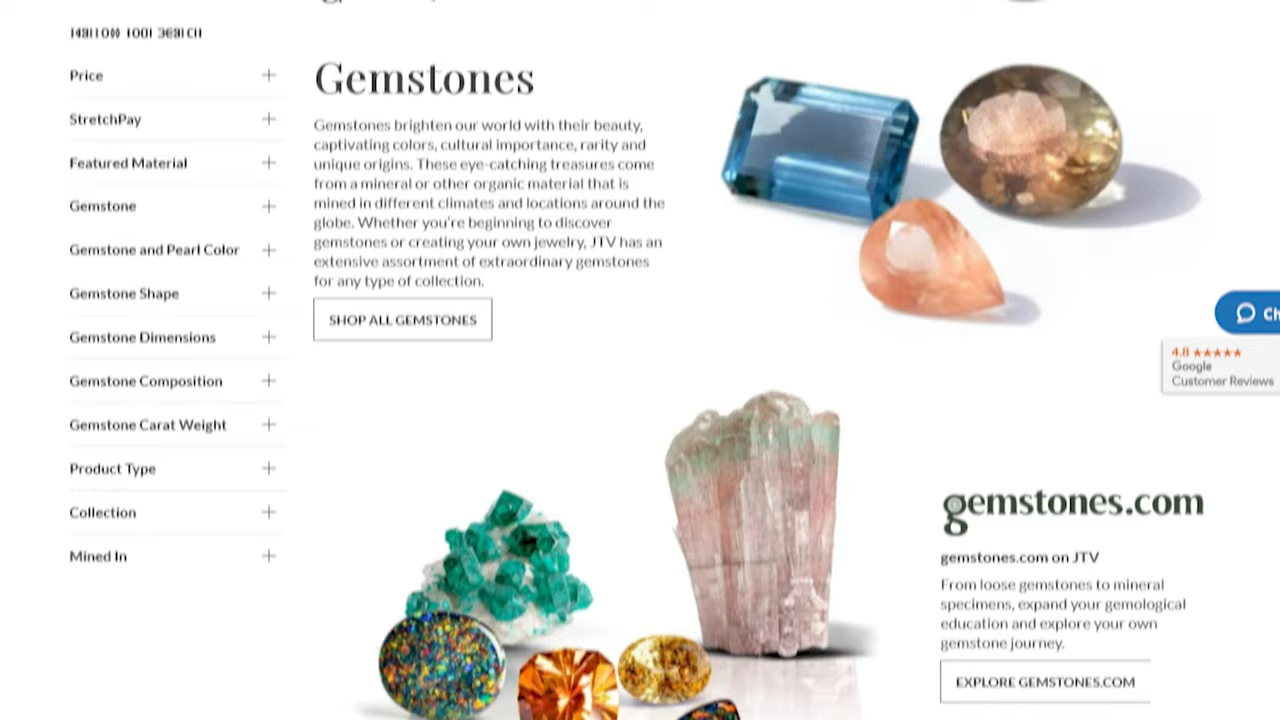 Price
StretchPay
Featured Material
Gemstone
Gemstone and Pearl Color
Gemstone Shape
Gemstone Dimensions
Gemstone Composition
Gemstone Carat Weight
Product Type
Collection
Mined In
Gemstones
Gemstones brighten our world with their beauty,
captivating colors, cultural importance, rarity and
unique origins. These eye-catching treasures come
from a mineral or other organic material that is
mined in different climates and locations around the
globe. Whether you're beginning to discover
gemstones or creating your own jewelry, JTV has an
extensive assortment of extraordinary gemstones
for any type of collection.
SHOP ALL GEMSTONES
4.8 ★★★★★
Google
Customer Reviews
gemstones.com
gemstones.com on JTV
From loose gemstones to mineral
specimens, expand your gemological
education and explore your own
gemstone journey.
EXPLORE GEMSTONES.COM